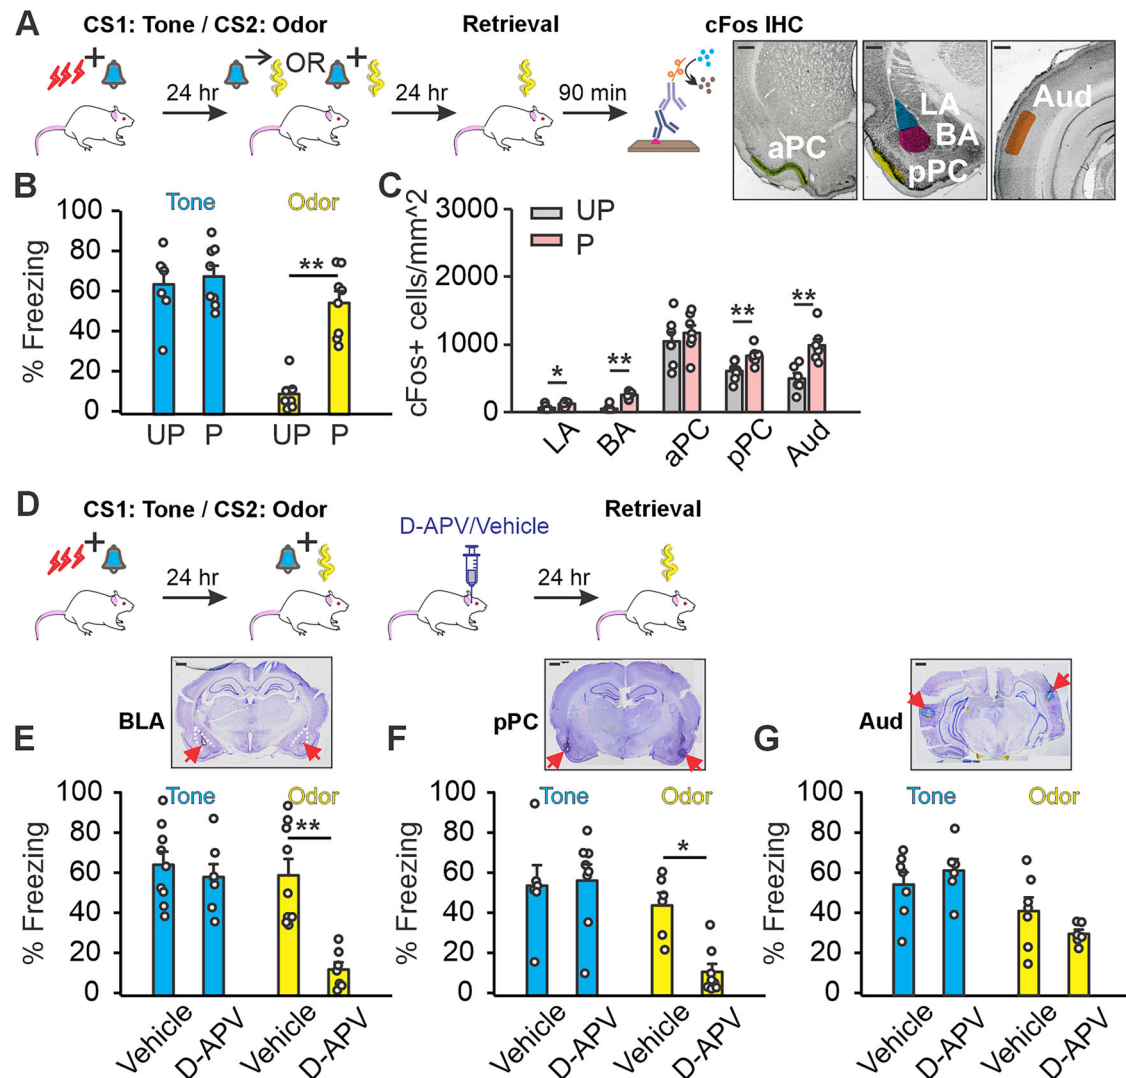 A
CS1: Tone / CS2: Odor
Retrieval
cFos IHC
+
24 hr
OR
+
24 hr
90 min
aPC
LA
BA
pPC
Aud
B
% Freezing
100
80
60
40
20
0
Tone
Odor
**
UP
P
UP
P
C
cFos+ cells/mm^2
3000
2000
1000
0
UP
P
*
**
**
**
LA
BA
aPC
pPC
Aud
D
CS1: Tone / CS2: Odor
D-APV/Vehicle
Retrieval
+
24 hr
+
24 hr
BLA
pPC
Aud
E
% Freezing
100
80
60
40
20
0
Tone
Odor
**
Vehicle
D-APV
Vehicle
D-APV
F
% Freezing
100
80
60
40
20
0
Tone
Odor
*
Vehicle
D-APV
Vehicle
D-APV
G
% Freezing
100
80
60
40
20
0
Tone
Odor
Vehicle
D-APV
Vehicle
D-APV